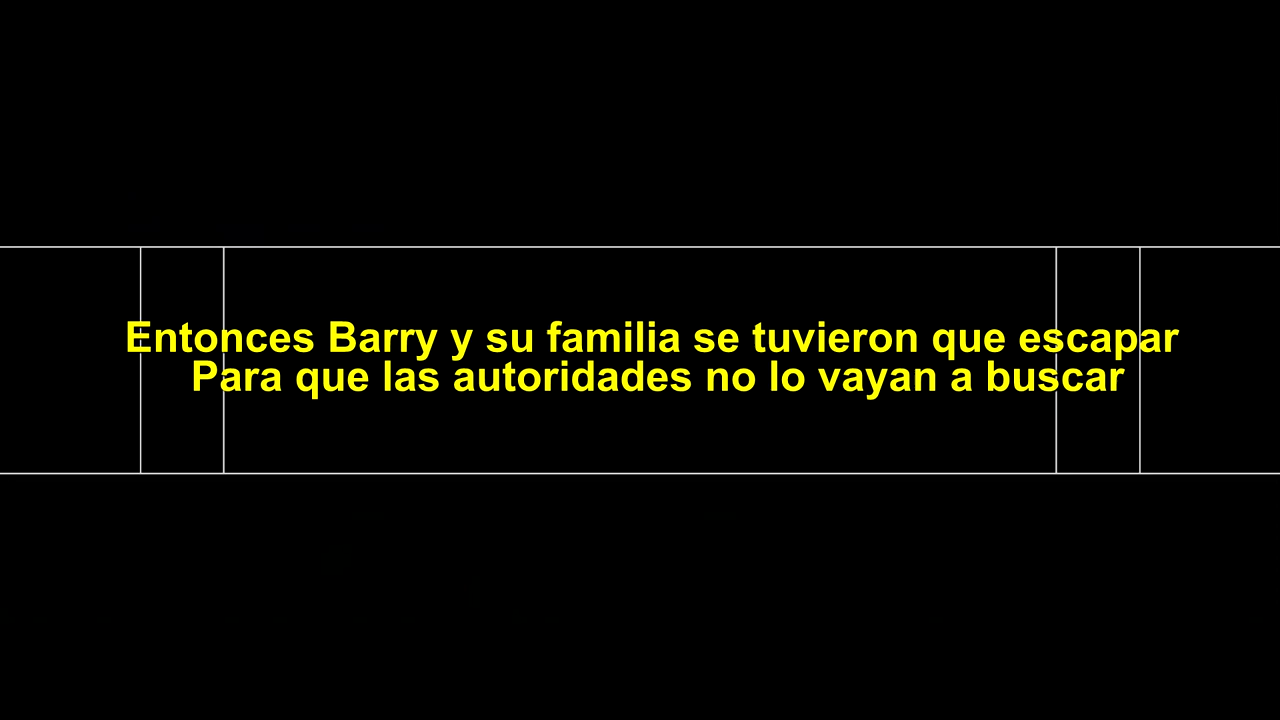 Entonces Barry y su familia se tuvieron que escapar
Para que las autoridades no lo vayan a buscar